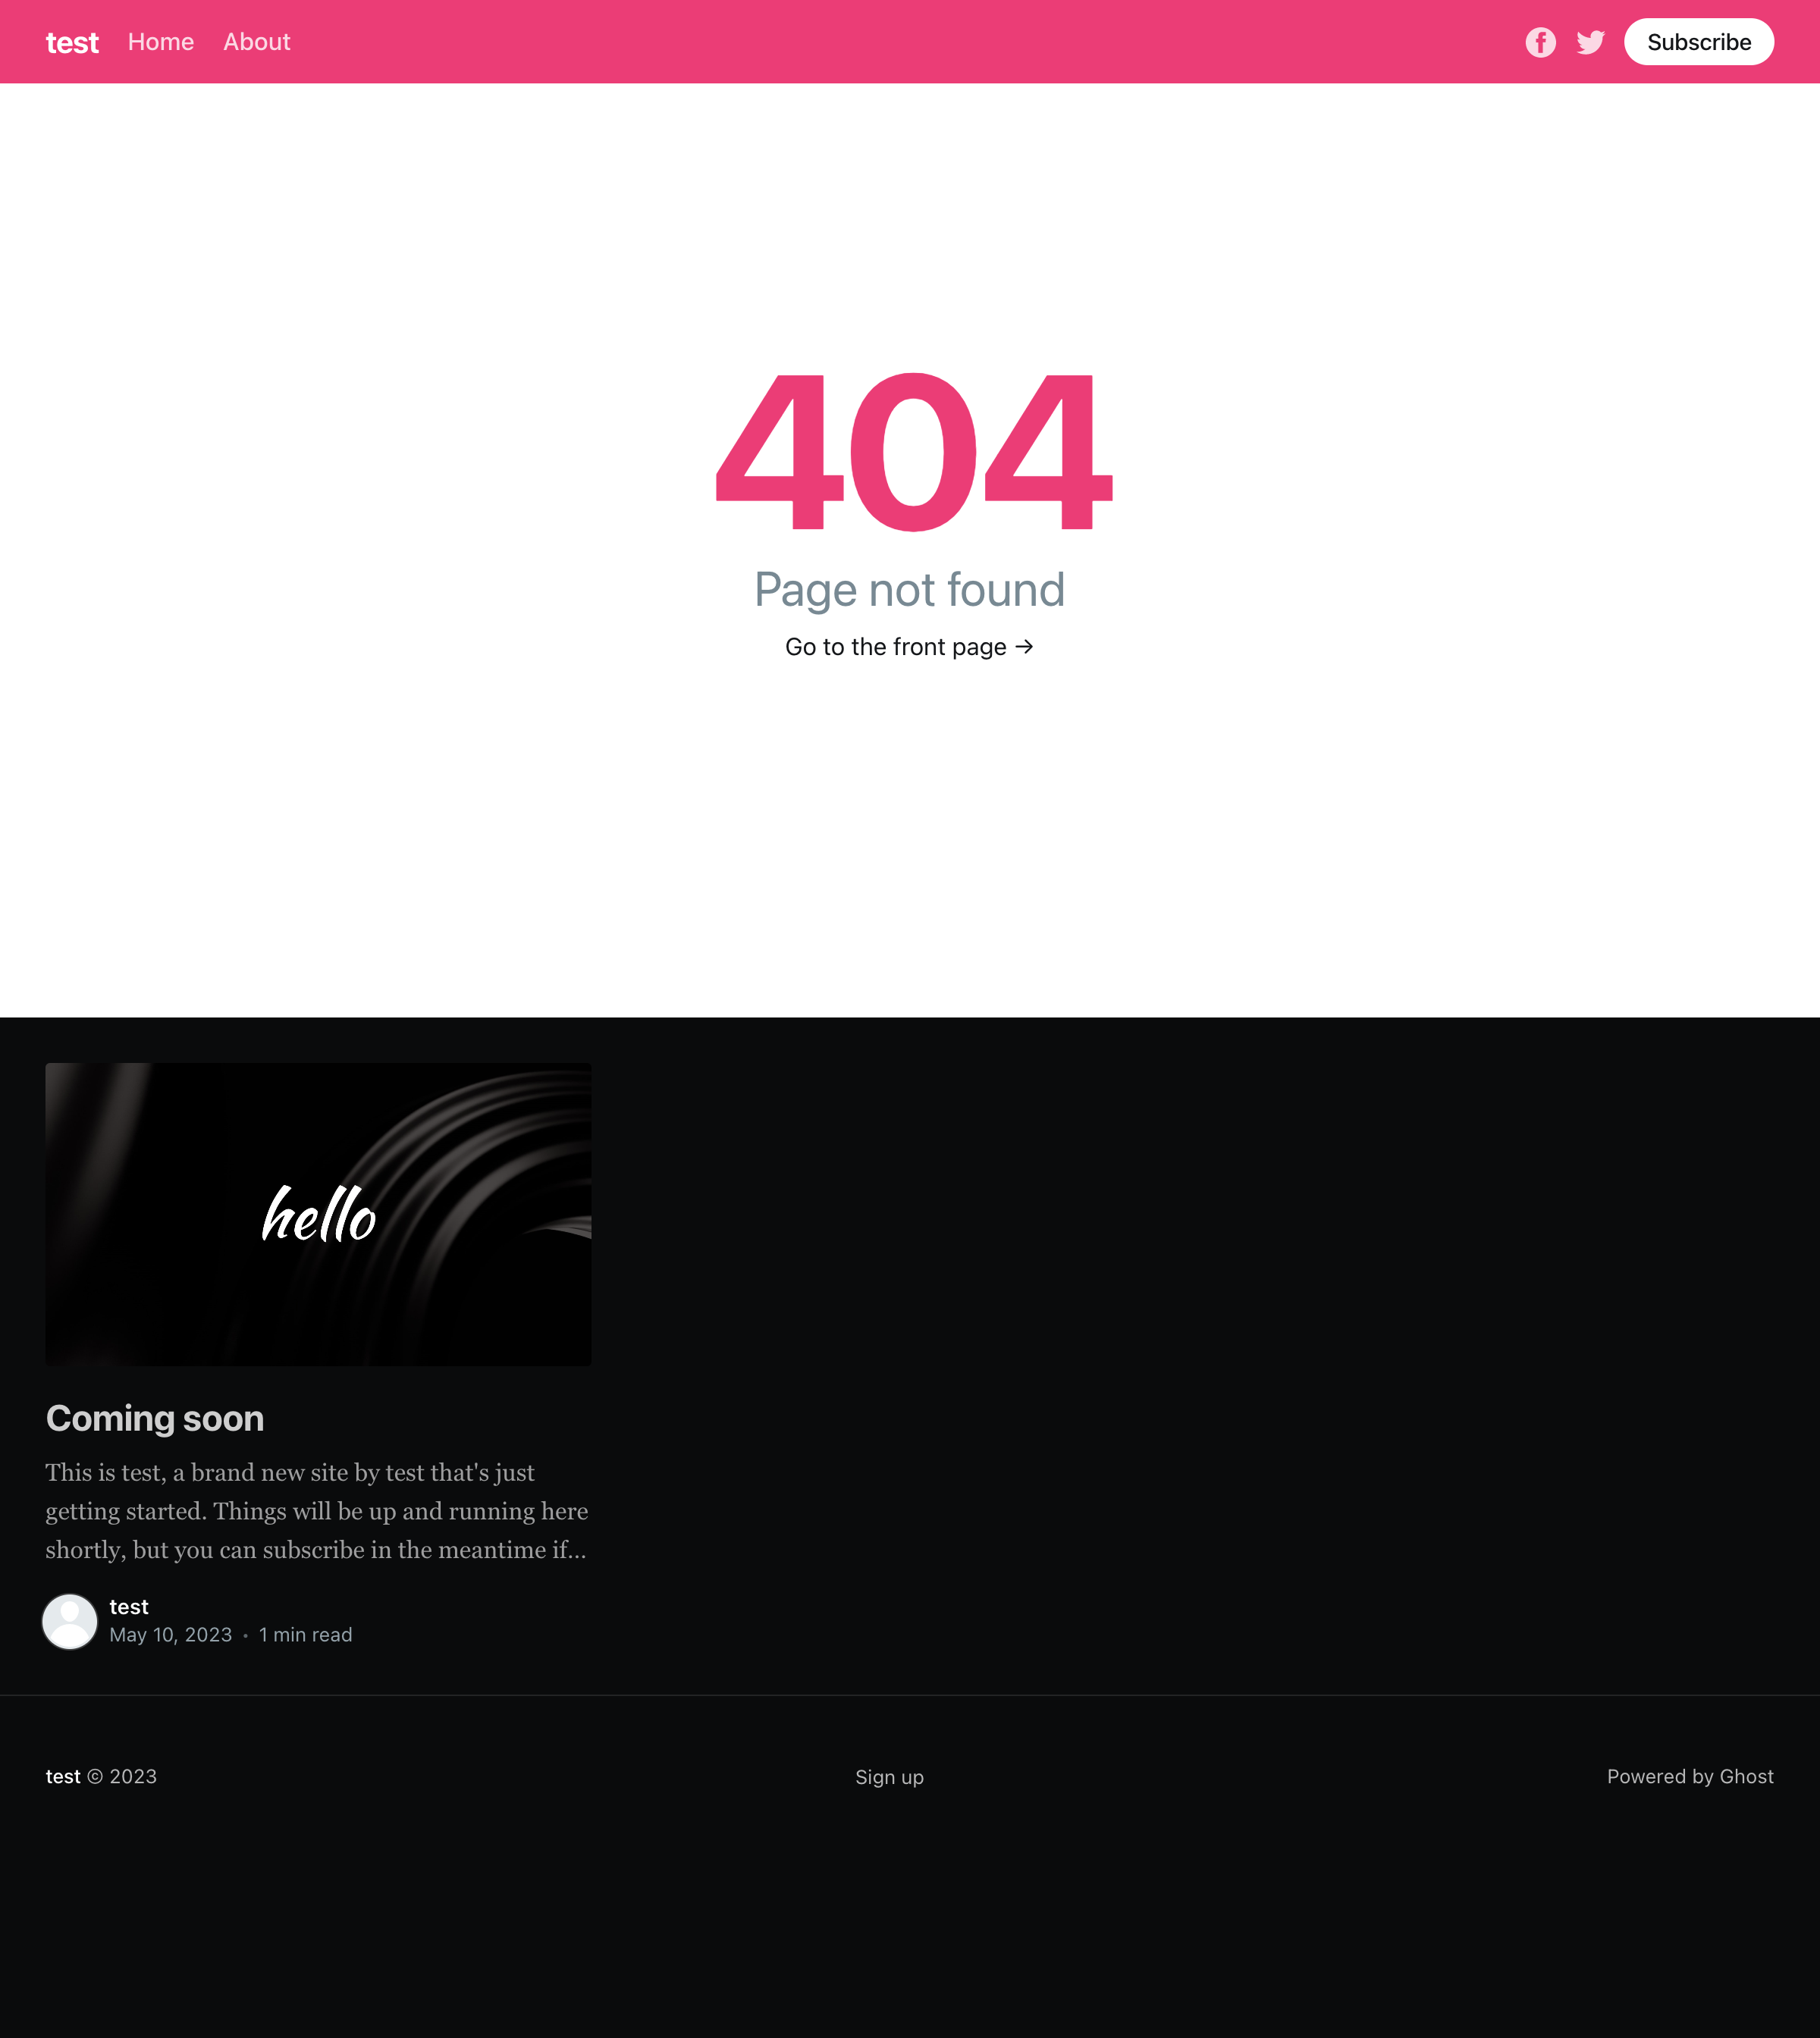 test Home About Subscribe
404
Page not found
Go to the front page →
hello
Coming soon
This is test, a brand new site by test that's just
getting started. Things will be up and running here
shortly, but you can subscribe in the meantime if...
test
May 10, 2023 • 1 min read
test © 2023 Sign up Powered by Ghost